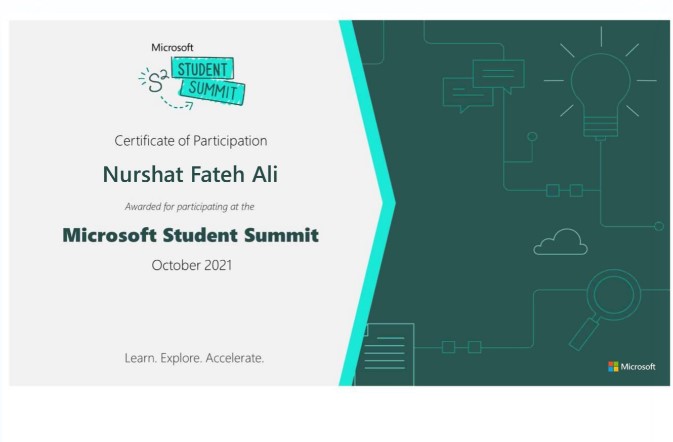 Microsoft
S2 STUDENT
SUMMIT
Certificate of Participation
Nurshat Fateh Ali
Awarded for participating at the
Microsoft Student Summit
October 2021
Learn. Explore. Accelerate.
Microsoft